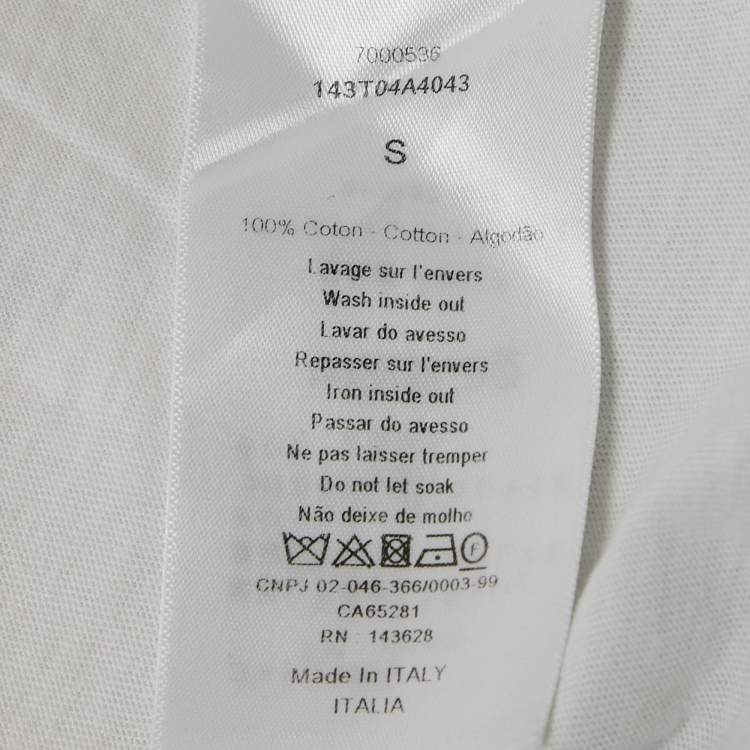 7000536
143T04A4043
S
100% Coton - Cotton - Algodão
Lavage sur l'envers
Wash inside out
Lavar do avesso
Repasser sur l'envers
Iron inside out
Passar do avesso
Ne pas laisser tremper
Do not let soak
Não deixe de molho
F
CNPJ 02-046-366/0003-99
CA65281
RN 143628
Made In ITALY
ITALIA